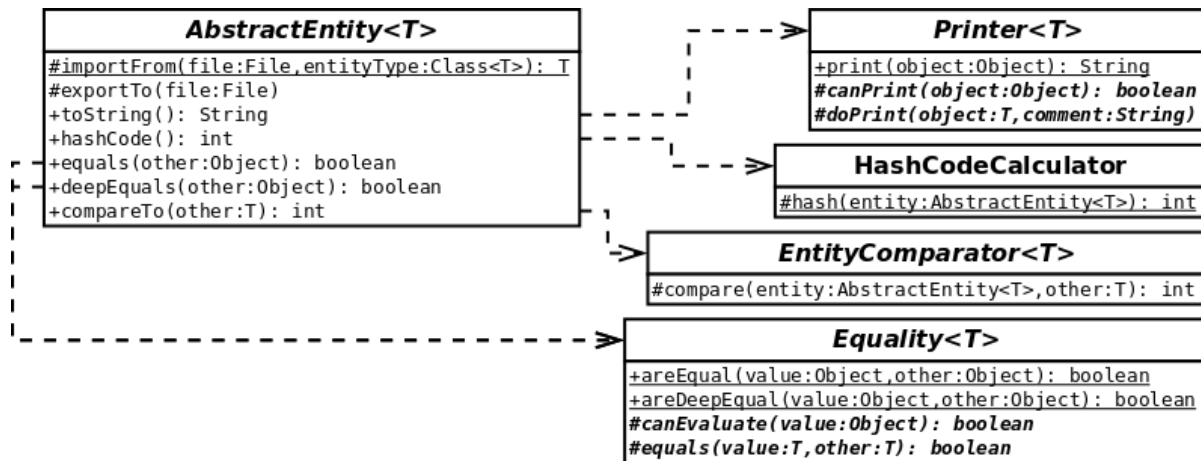 AbstractEntity<T>
#importFrom(file:File,entityType:Class<T>): T
#exportTo(file:File)
+toString(): String
+hashCode(): int
+equals(other:Object): boolean
+deepEquals(other:Object): boolean
+compareTo(other:T): int
Printer<T>
+print(object:Object): String
#canPrint(object:Object): boolean
#doPrint(object:T,comment:String)
HashCodeCalculator
#hash(entity:AbstractEntity<T>): int
EntityComparator<T>
#compare(entity:AbstractEntity<T>,other:T): int
Equality<T>
+areEqual(value:Object,other:Object): boolean
+areDeepEqual(value:Object,other:Object): boolean
#canEvaluate(value:Object): boolean
#equals(value:T,other:T): boolean